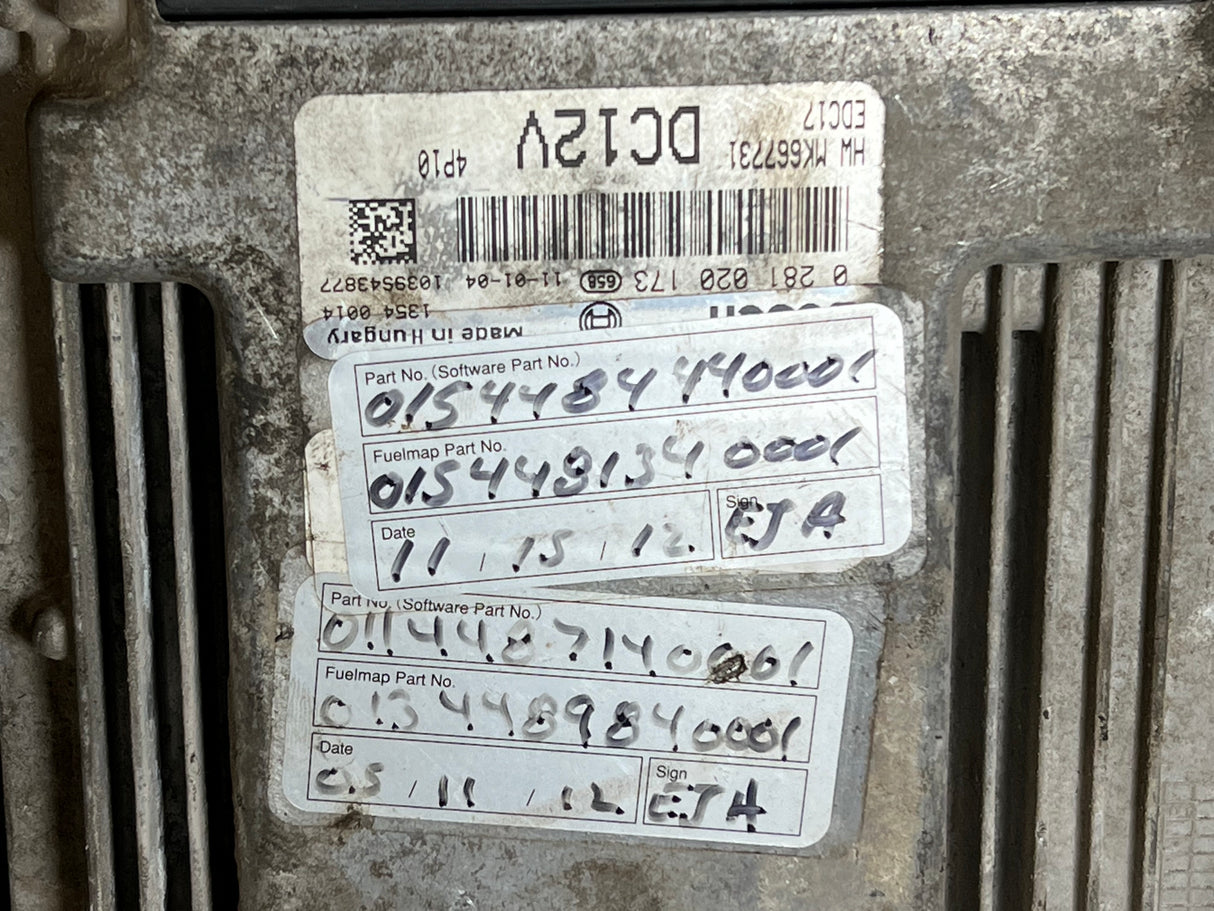 HW MK667731 DC12V 4P10
EDC17
0 281 020 173 658 11-01-04 1039S43877
1354 0014
Made in Hungary
Part No. (Software Part No.)
0154484440001
Fuelmap Part No.
0154481340001
Date
11 / 15 / 12.
Sign
EJA
Part No. (Software Part No.)
0114487140001
Fuelmap Part No.
0134489840001
Date
05 / 11 / 12
Sign
EJA